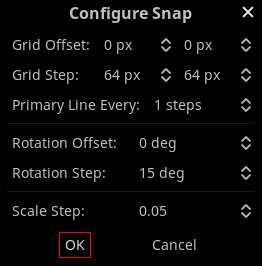 Configure Snap
Grid Offset: 0 px 0 px
Grid Step: 64 px 64 px
Primary Line Every: 1 steps
Rotation Offset: 0 deg
Rotation Step: 15 deg
Scale Step: 0.05
OK Cancel